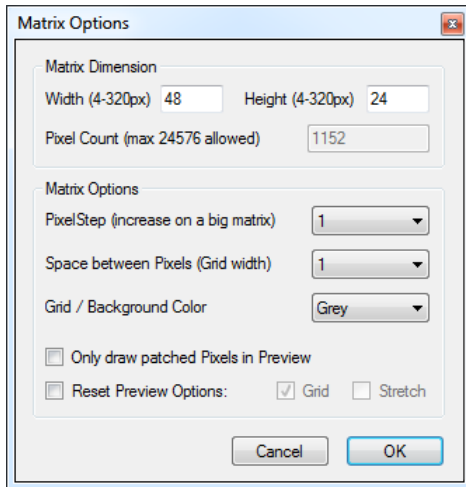 Matrix Options
Matrix Dimension
Width (4-320px) 48 Height (4-320px) 24
Pixel Count (max 24576 allowed) 1152
Matrix Options
PixelStep (increase on a big matrix) 1
Space between Pixels (Grid width) 1
Grid / Background Color Grey
Only draw patched Pixels in Preview
Reset Preview Options: Grid Stretch
Cancel OK